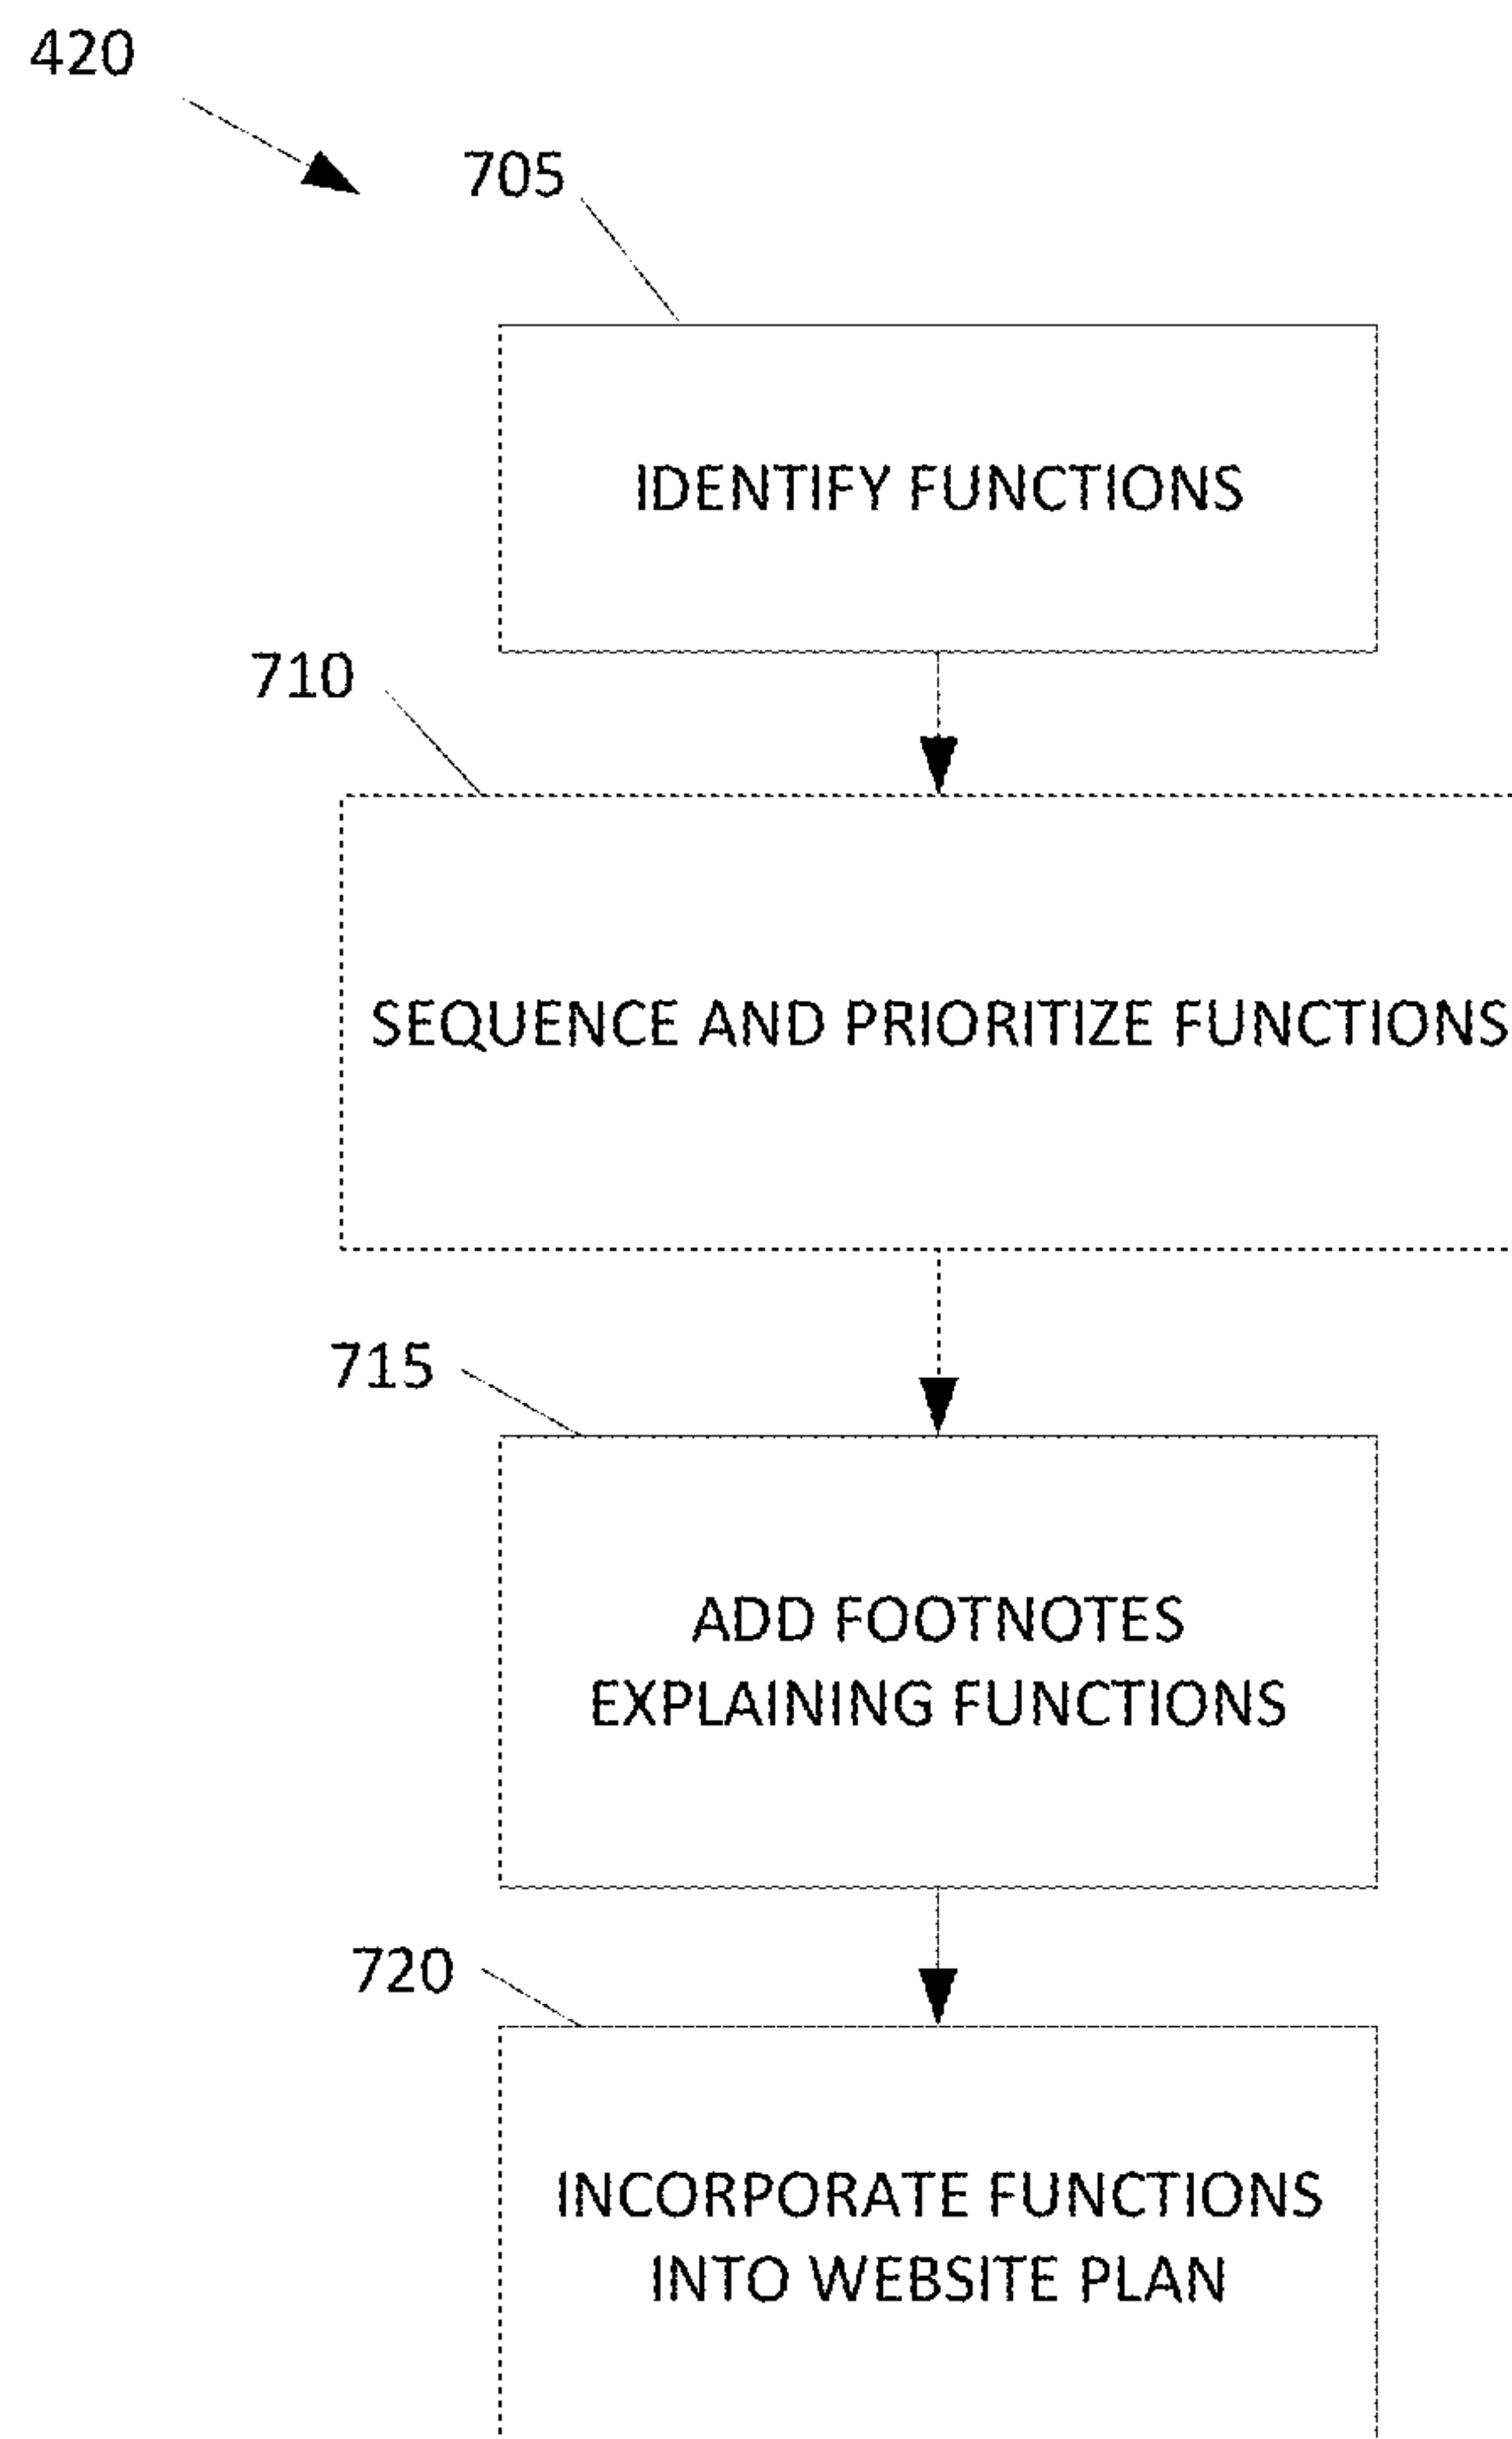 420
705
IDENTIFY FUNCTIONS
710
SEQUENCE AND PRIORITIZE FUNCTIONS
715
ADD FOOTNOTES
EXPLAINING FUNCTIONS
720
INCORPORATE FUNCTIONS
INTO WEBSITE PLAN